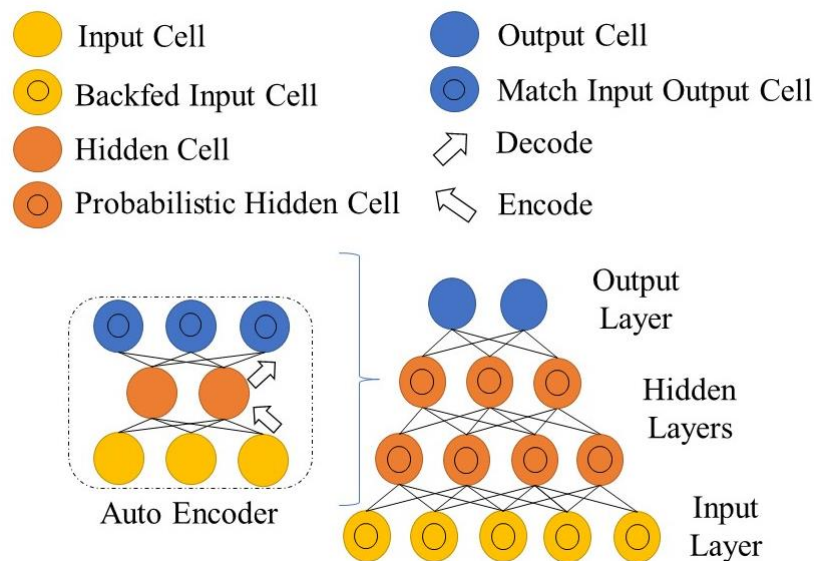 Input Cell
Output Cell
Backfed Input Cell
Match Input Output Cell
Hidden Cell
Decode
Probabilistic Hidden Cell
Encode
Output
Layer
Hidden
Layers
Auto Encoder
Input
Layer